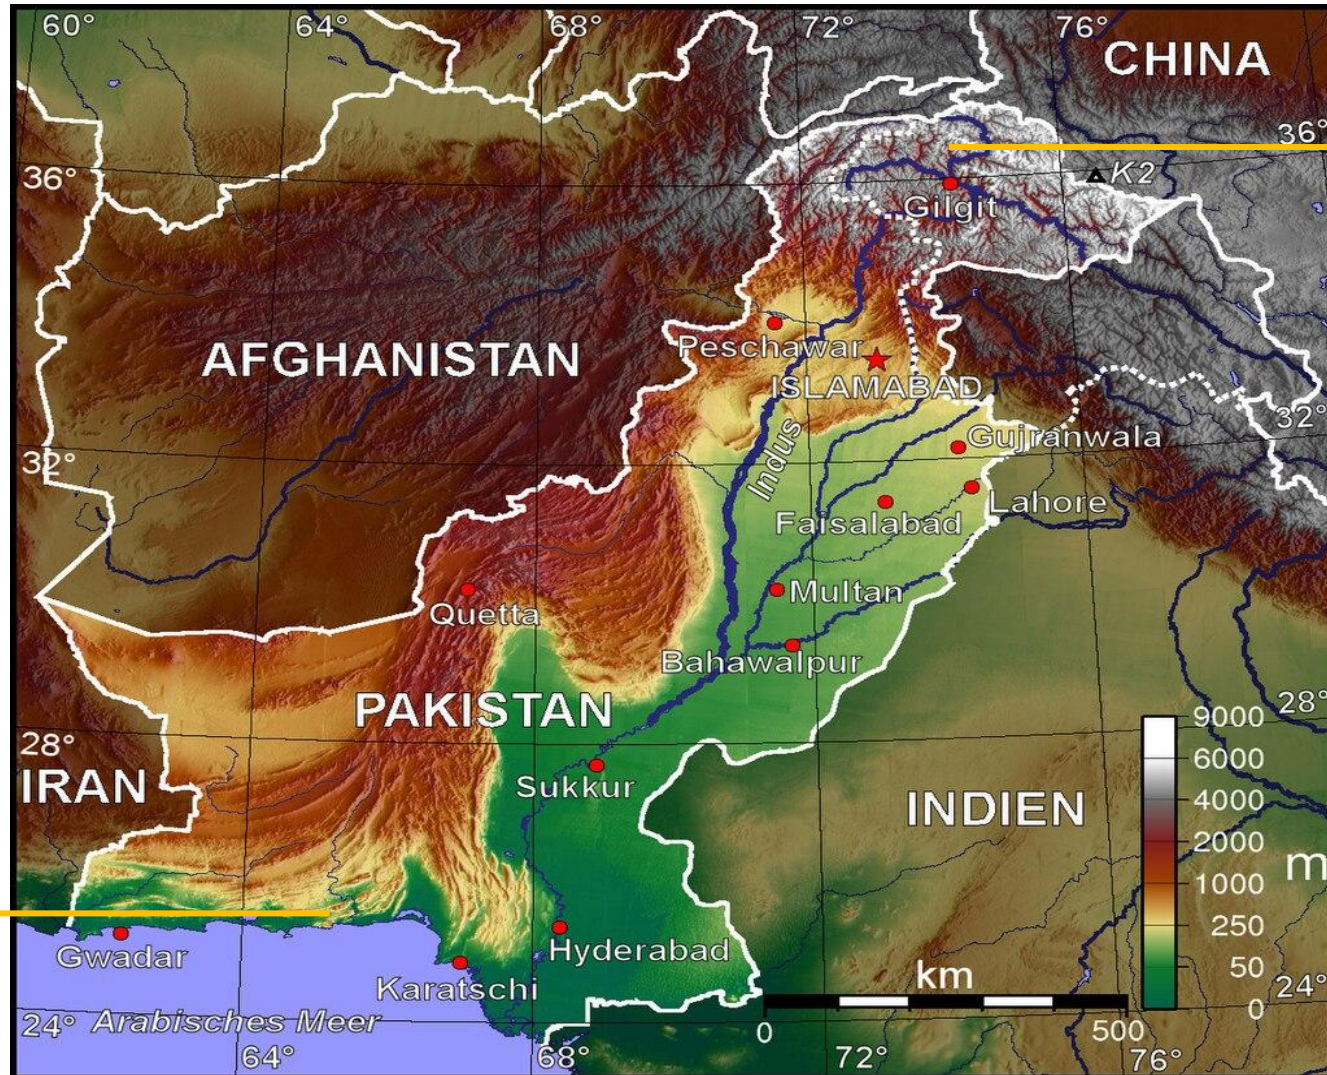 60° 64° 68° 72° 76°
CHINA
36°
K2
36°
Gilgit
Peschawar
AFGHANISTAN
ISLAMABAD
32°
Indus
Gujranwala
32°
Lahore
Faisalabad
Multan
Quetta
Bahawalpur
PAKISTAN
28°
28°
9000
IRAN
6000
Sukkur
4000
INDIEN
2000
m
1000
250
Hyderabad
Gwadar
50
km
Karatschi
24°
0
24° Arabisches Meer
0 500
64° 68° 72° 76°